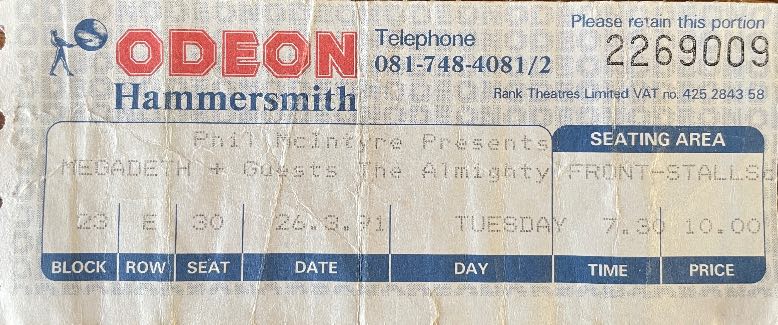 Please retain this portion
ODEON
Telephone
2269009
081-748-4081/2
Hammersmith
Rank Theatres Limited VAT no. 425 2843 58
Phil McIntyre Presents
SEATING AREA
MEGADETH + Guests The Almighty FRONT-STALLS
23 E 30 26.3.91 TUESDAY 7.30 10.00
BLOCK ROW SEAT DATE DAY TIME PRICE